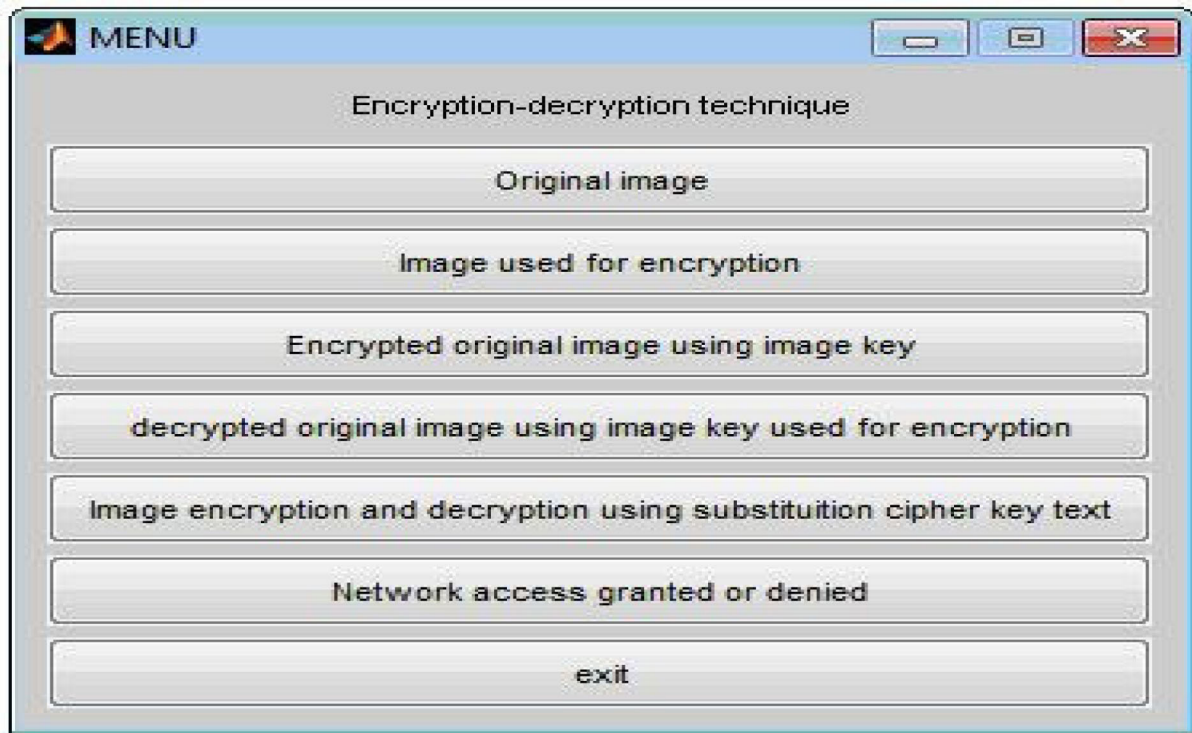 MENU
Encryption-decryption technique
Original image
Image used for encryption
Encrypted original image using image key
decrypted original image using image key used for encryption
Image encryption and decryption using substituition cipher key text
Network access granted or denied
exit